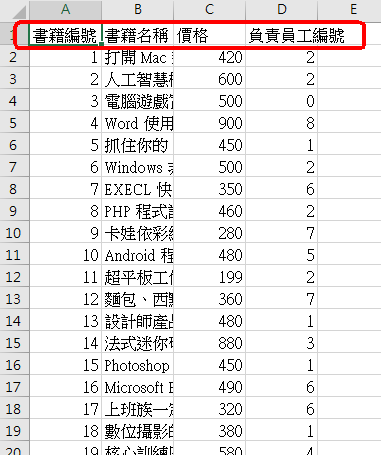 A B C D E
1 書籍編號 書籍名稱 價格 負責員工編號
2 1 打開 Mac 420 2
3 2 人工智慧 600 2
4 3 電腦遊戲 500 0
5 4 Word 使用 900 8
6 5 抓住你的 450 1
7 6 Windows 500 2
8 7 EXECL 快 350 6
9 8 PHP 程式 460 2
10 9 卡娃依彩 280 7
11 10 Android 程 480 5
12 11 超平板工 199 2
13 12 麵包、西 360 7
14 13 設計師產 480 1
15 14 法式迷你 880 3
16 15 Photoshop 450 1
17 16 Microsoft 490 6
18 17 上班族一 320 6
19 18 數位攝影 380 1
20 19 核心訓練 580 4